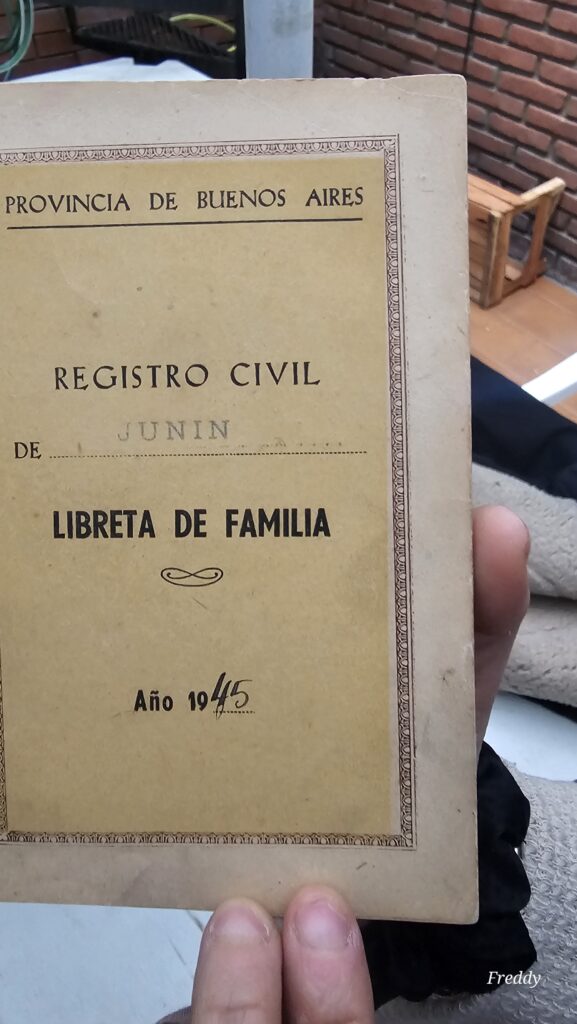 PROVINCIA DE BUENOS AIRES
REGISTRO CIVIL
DE JUNIN
LIBRETA DE FAMILIA
Año 1945
Freddy